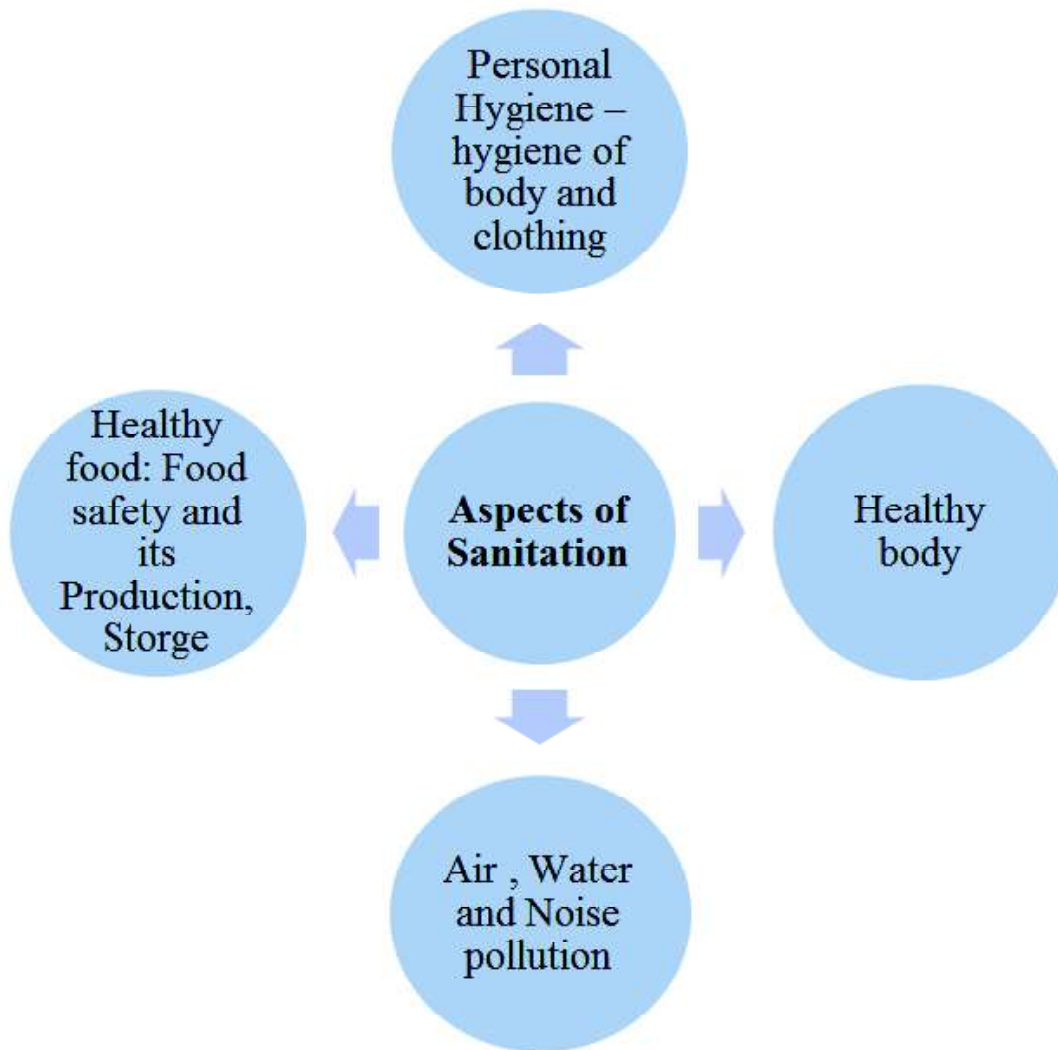 Personal
Hygiene –
hygiene of
body and
clothing
Healthy
food: Food
safety and
its
Production,
Storge
Aspects of
Sanitation
Healthy
body
Air , Water
and Noise
pollution